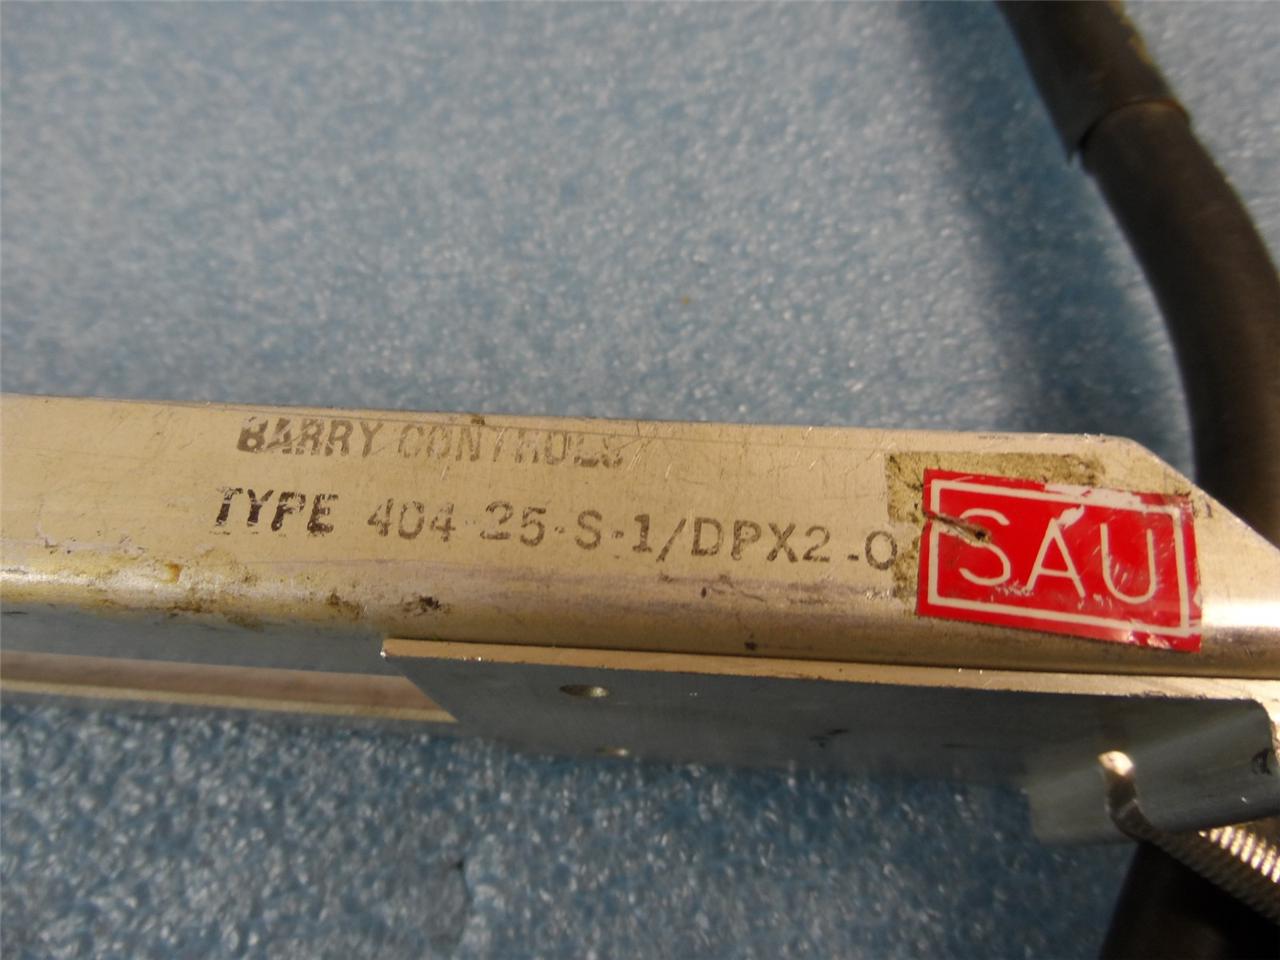 BARRY CONTROLS
TYPE 404-25-S-1/DPX2-0
SAU